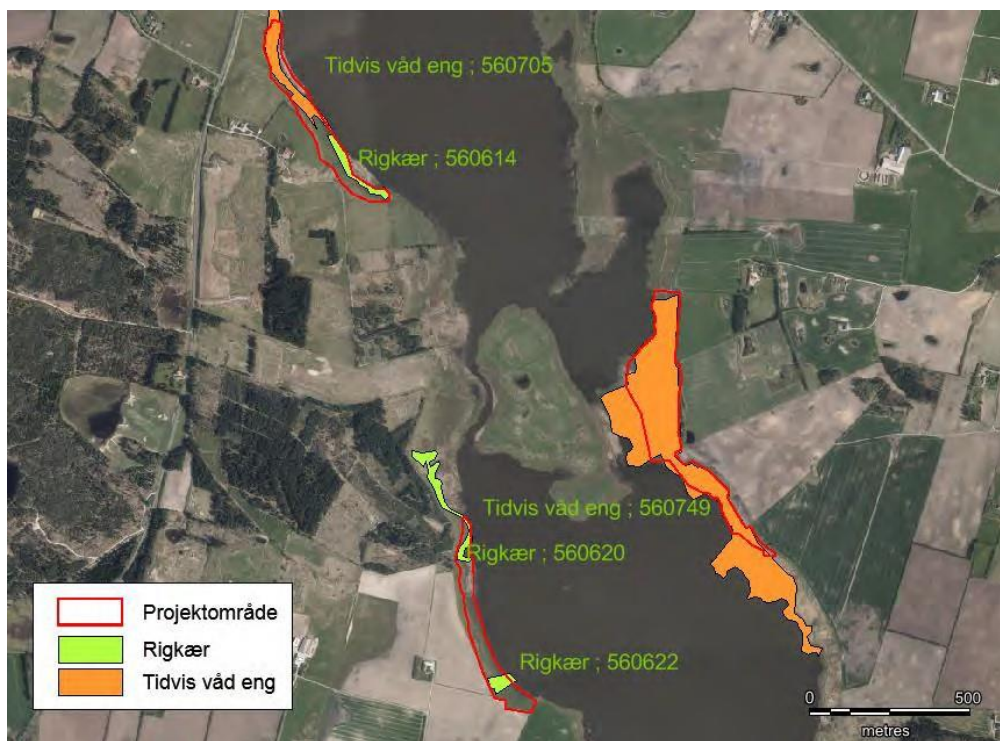 Tidvis våd eng ; 560705
Rigkær ; 560614
Tidvis våd eng ; 560749
Rigkær ; 560620
Rigkær ; 560622
Projektområde
Rigkær
Tidvis våd eng
0 500
metres